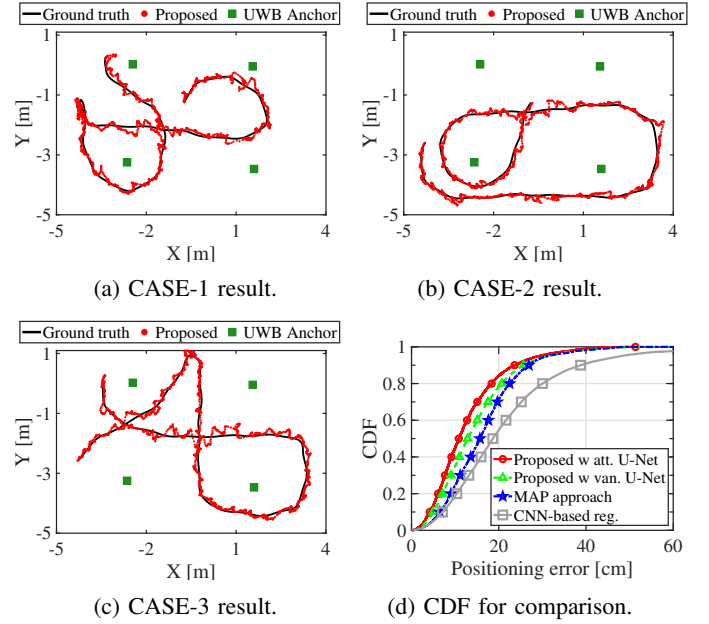 Ground truth Proposed UWB Anchor
1
-1
-3
-5
Y [m]
-5 -2 1 4
X [m]
(a) CASE-1 result.
Ground truth Proposed UWB Anchor
1
-1
-3
-5
Y [m]
-5 -2 1 4
X [m]
(b) CASE-2 result.
Ground truth Proposed UWB Anchor
1
-1
-3
-5
Y [m]
-5 -2 1 4
X [m]
(c) CASE-3 result.
1
0.8
0.6
0.4
0.2
0
CDF
Proposed w att. U-Net
Proposed w van. U-Net
MAP approach
CNN-based reg.
0 20 40 60
Positioning error [cm]
(d) CDF for comparison.